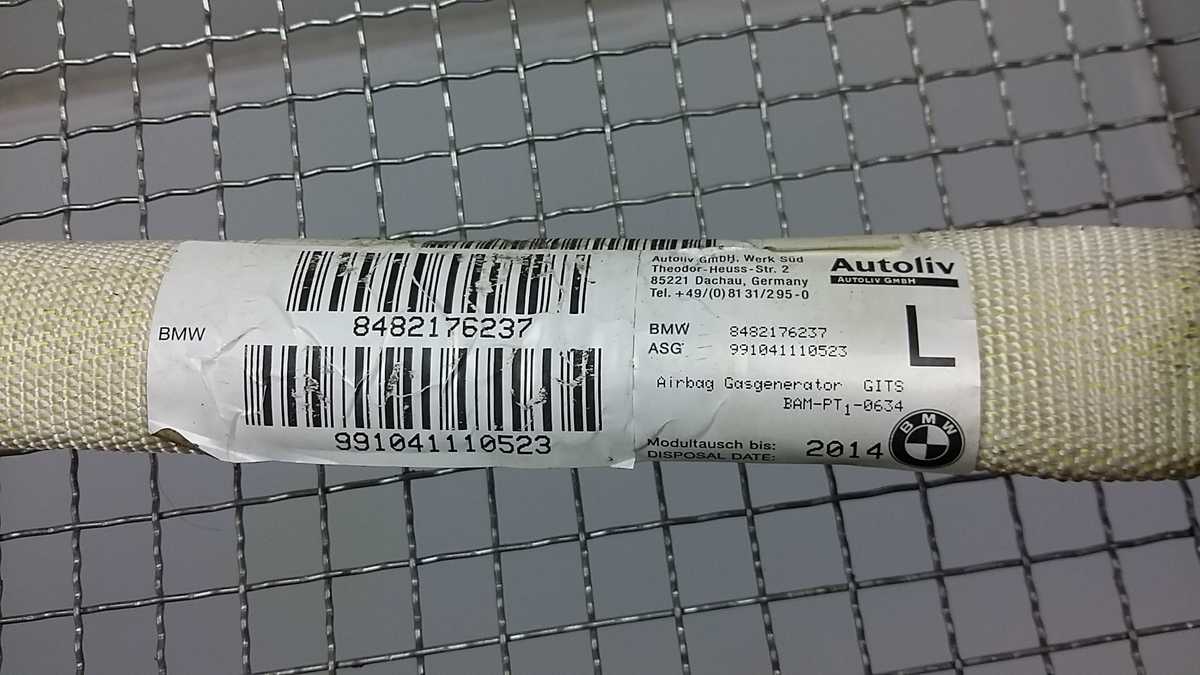 BMW
8482176237
991041110523
Autoliv GmbH, Werk Süd
Theodor-Heuss-Str. 2
85221 Dachau, Germany
Tel. +49/(0)81 31/295-0
Autoliv
AUTOLIV GMBH
L
BMW 8482176237
ASG 991041110523
Airbag Gasgenerator GITS
BAM-PT1-0634
Modultausch bis:
DISPOSAL DATE: 2014
BMW